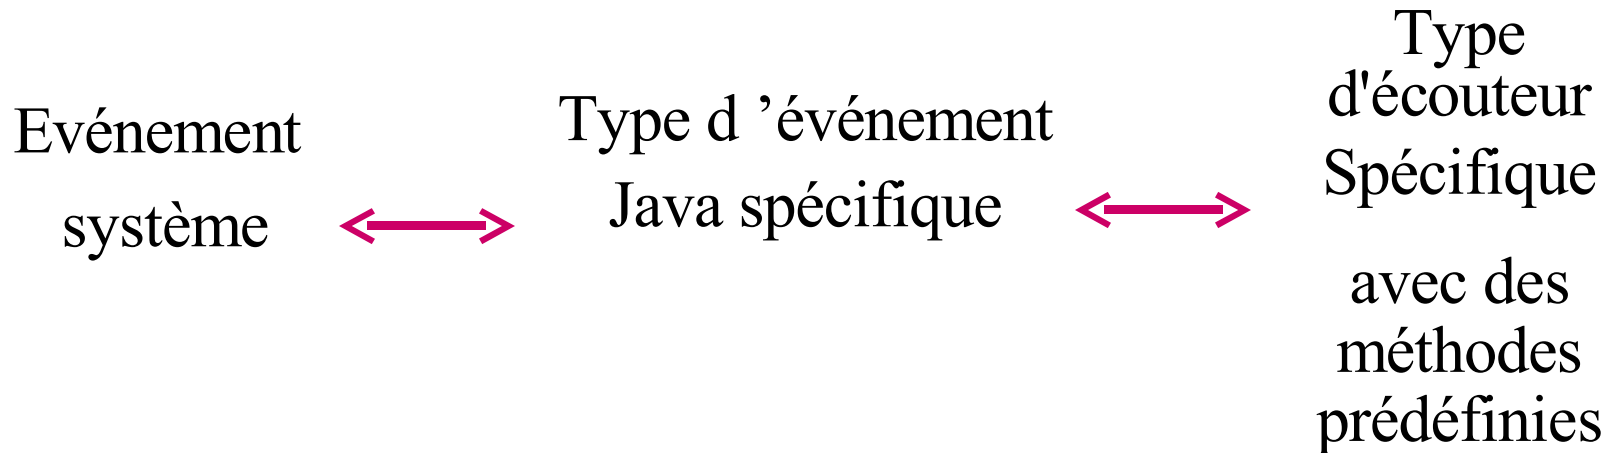 Evénement
système
Type d ’événement
Java spécifique
Type
d'écouteur
Spécifique
avec des
méthodes
prédéfinies